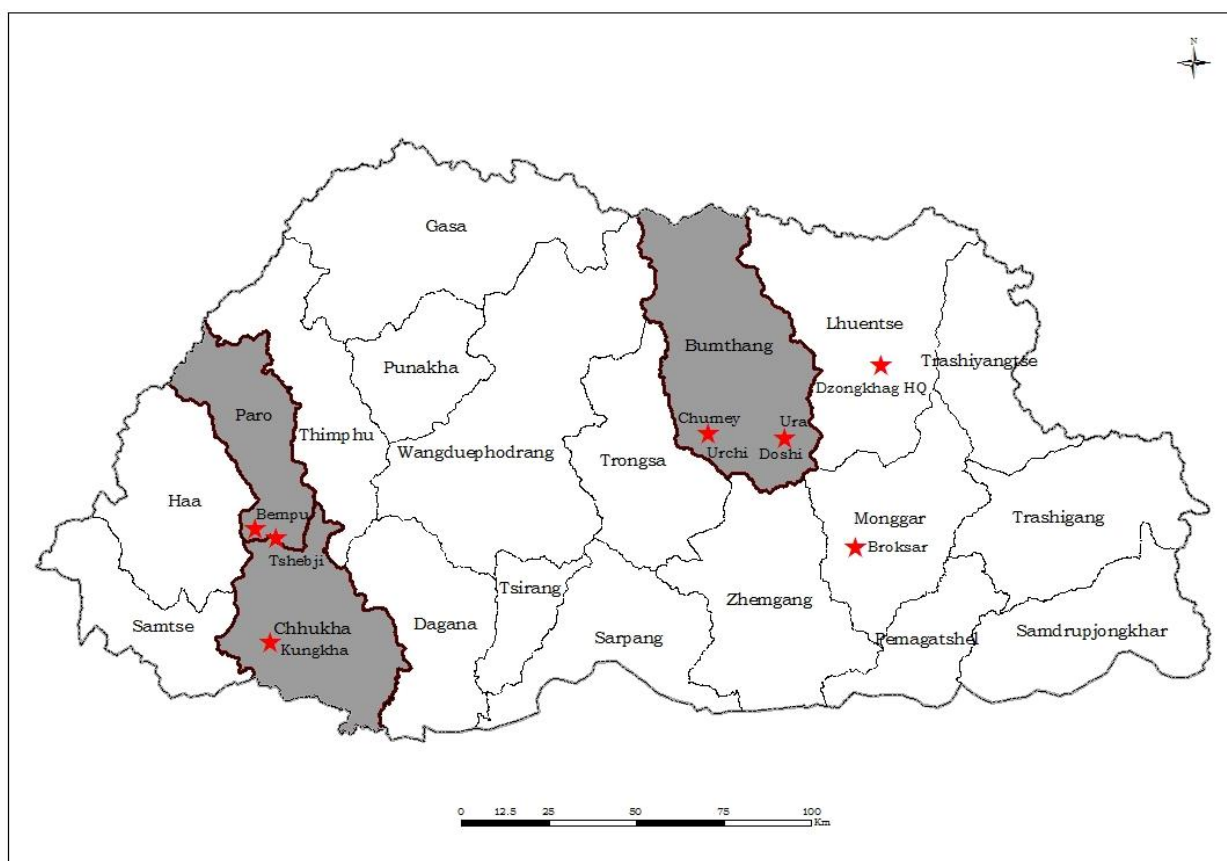 N
Gasa
Lhuentse
Bumthang
Trashiyangtse
Punakha
Dzongkhag HQ
Paro
Chumey
Ura
Thimphu
Urchi
Doshi
Wangduephodrang
Trongsa
Haa
Bempu
Monggar
Trashigang
Broksar
Tshebji
Tsirang
Zhemgang
Samtse
Chhukha
Dagana
Kungkha
Sarpang
Pemagatshel
Samdrupjongkhar
0 12.5 25 50 75 100
Km